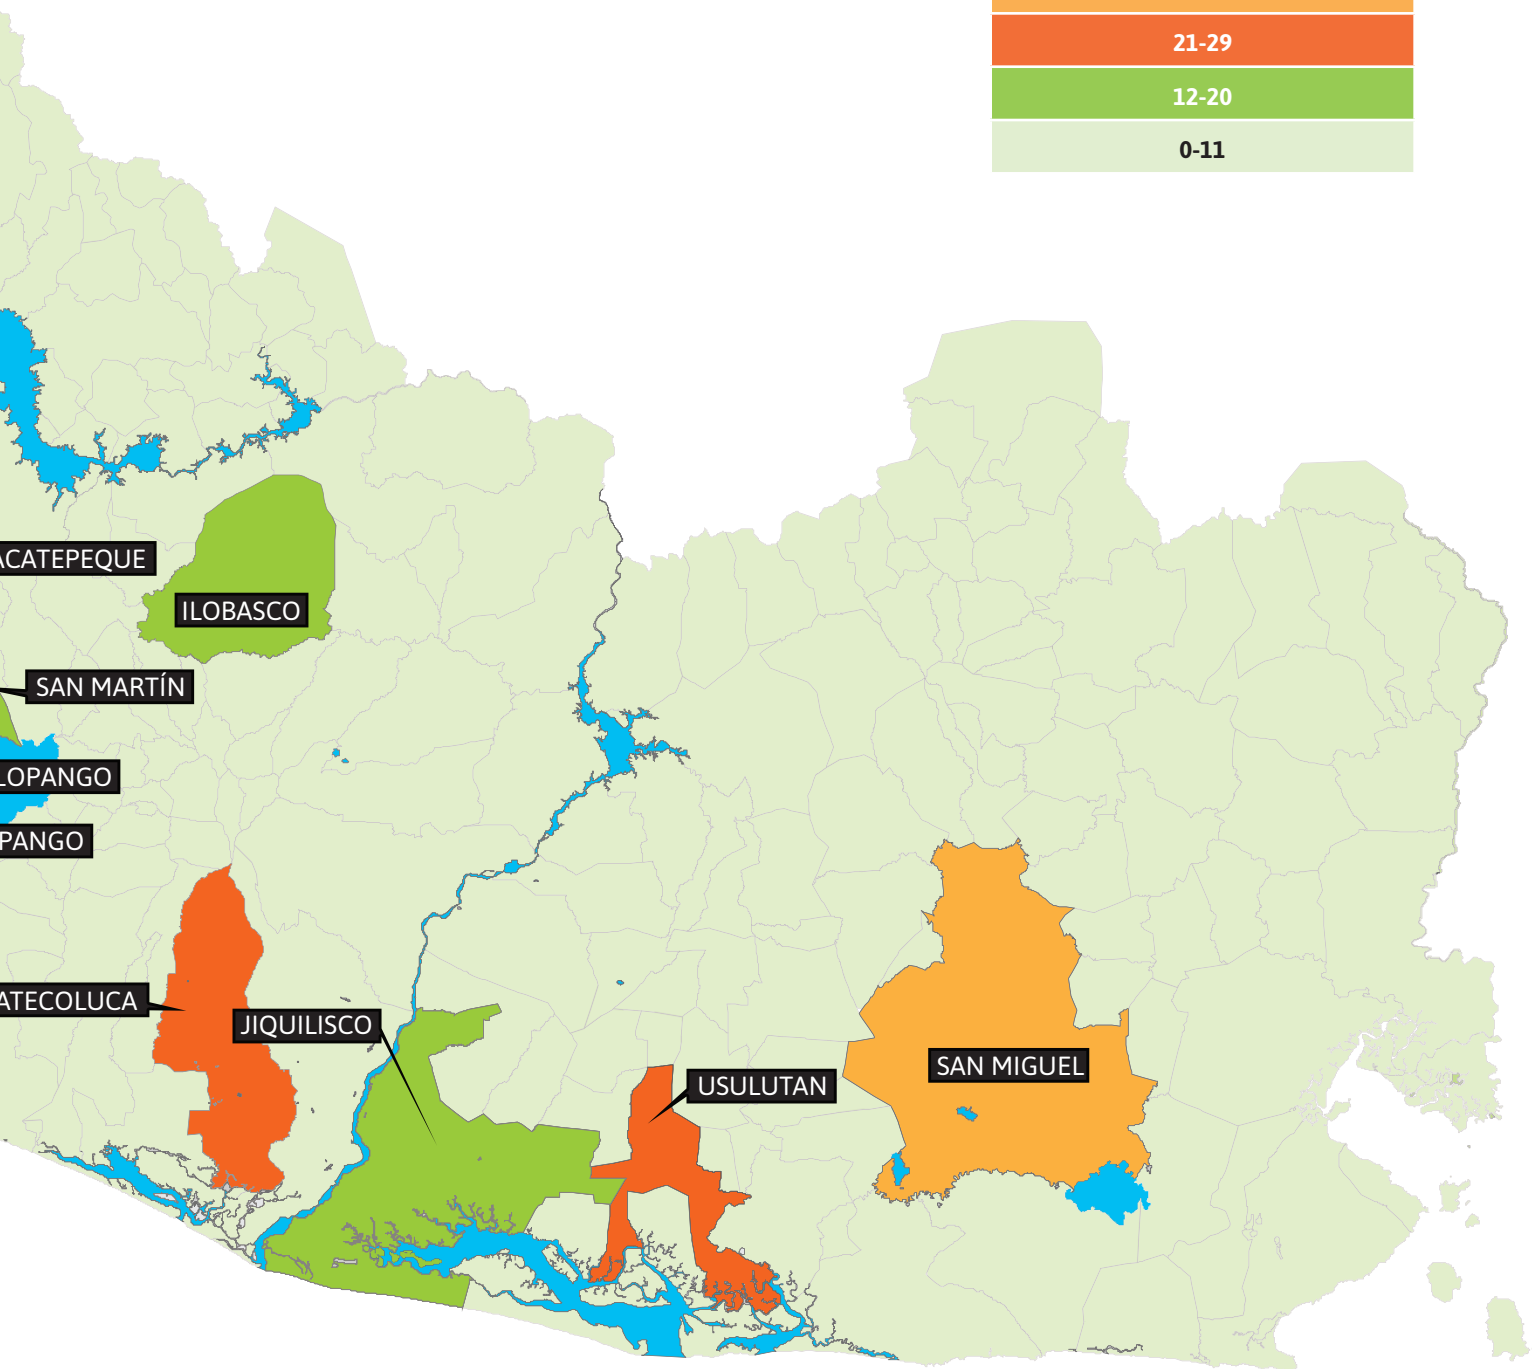 21-29
12-20
0-11
ACATEPEQUE
ILOBASCO
SAN MARTÍN
LOPANGO
PANGO
ATECOLUCA
JIQUILISCO
USULUTAN
SAN MIGUEL